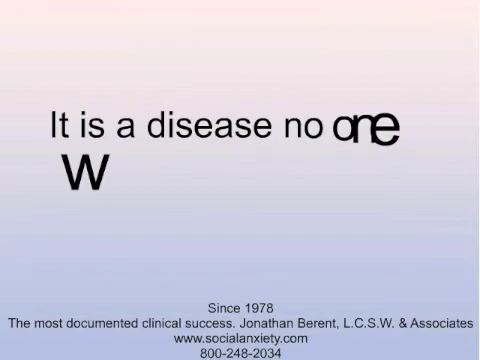 It is a disease no one
w
Since 1978
The most documented clinical success. Jonathan Berent, L.C.S.W. & Associates
www.socialanxiety.com
800-248-2034